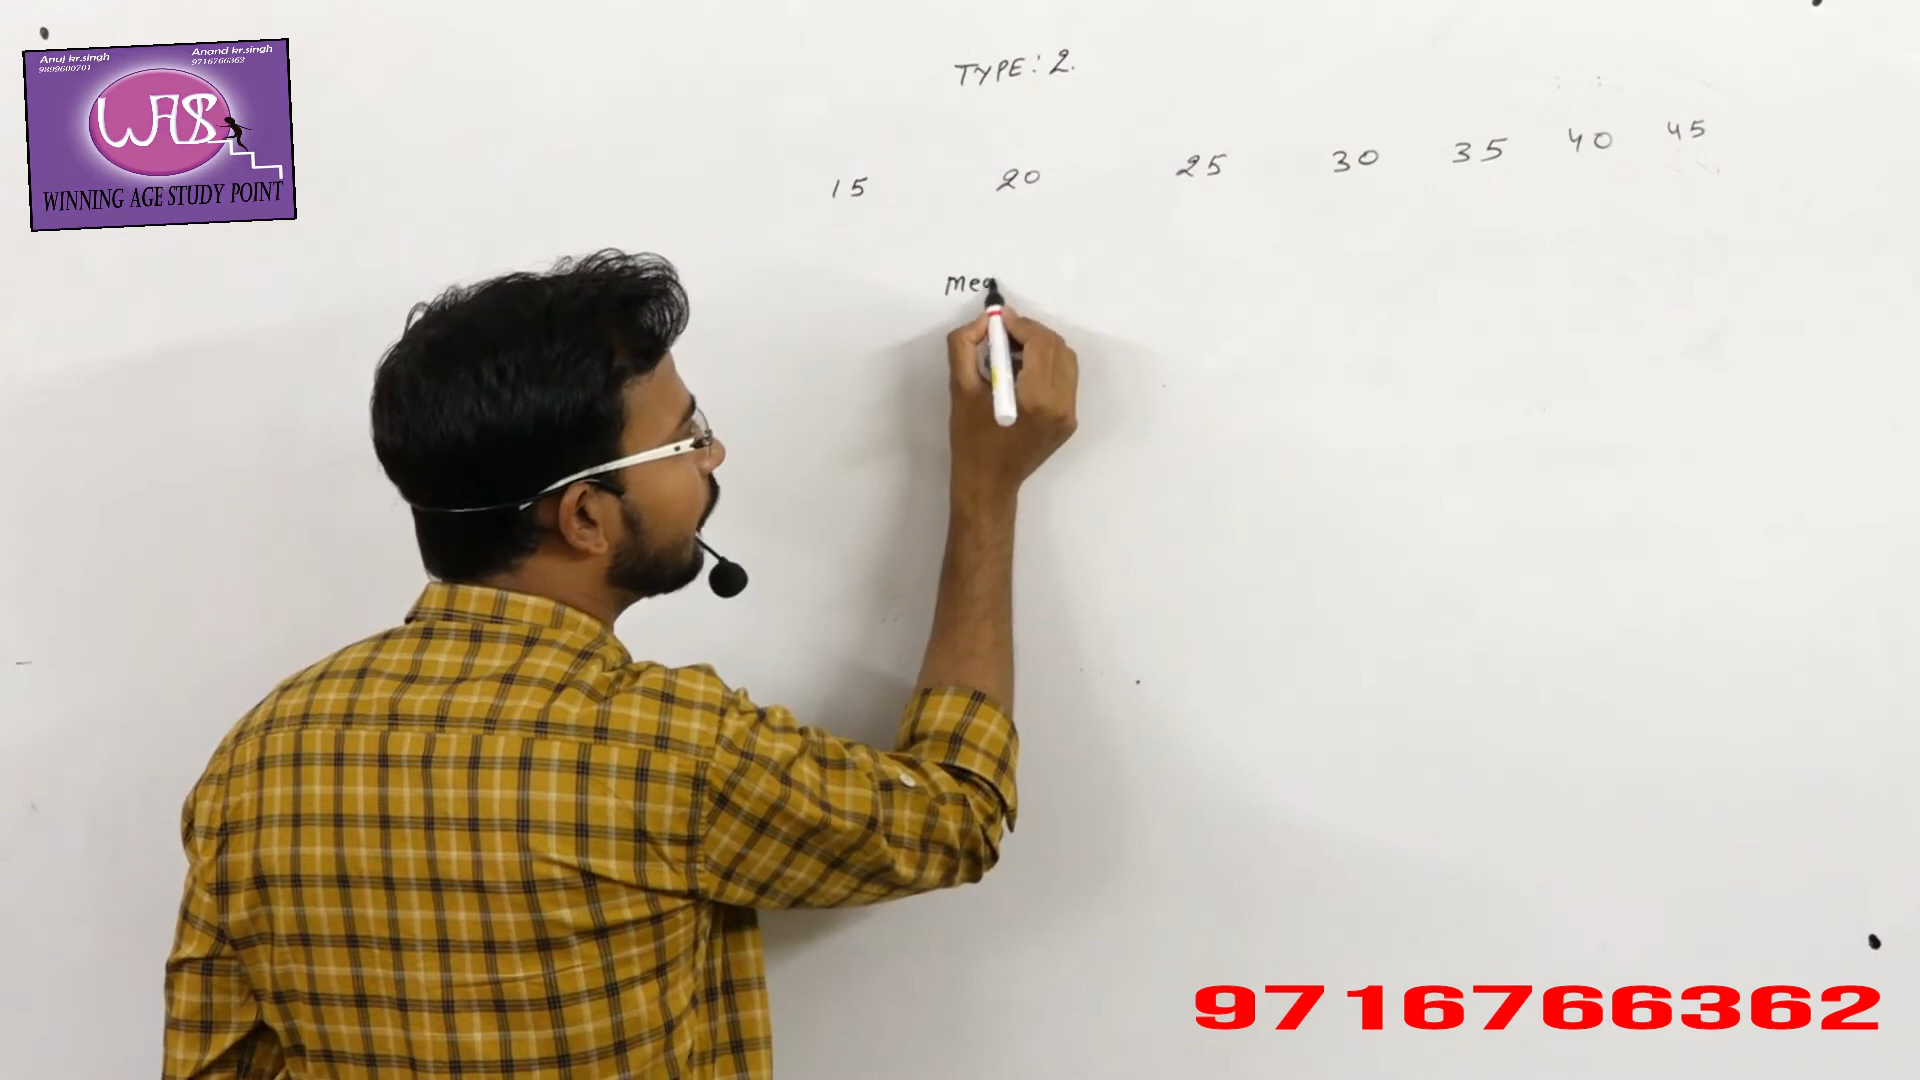 Anuj kr.singh
9899600701
Anand kr.singh
9716766362
WAS
WINNING AGE STUDY POINT
TYPE: 2.
15 20 25 30 35 40 45
Mea
9716766362